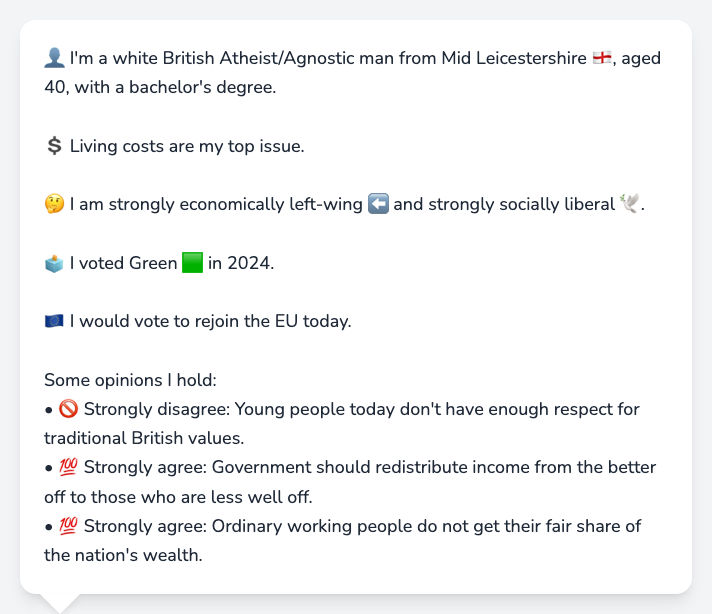 👤 I'm a white British Atheist/Agnostic man from Mid Leicestershire 🏴󠁧󠁢󠁥󠁮󠁧󠁿, aged
40, with a bachelor's degree.
💲 Living costs are my top issue.
🤔 I am strongly economically left-wing ⬅️ and strongly socially liberal 🕊️.
🗳️ I voted Green 🟩 in 2024.
🇪🇺 I would vote to rejoin the EU today.
Some opinions I hold:
• 🚫 Strongly disagree: Young people today don't have enough respect for
traditional British values.
• 💯 Strongly agree: Government should redistribute income from the better
off to those who are less well off.
• 💯 Strongly agree: Ordinary working people do not get their fair share of
the nation's wealth.